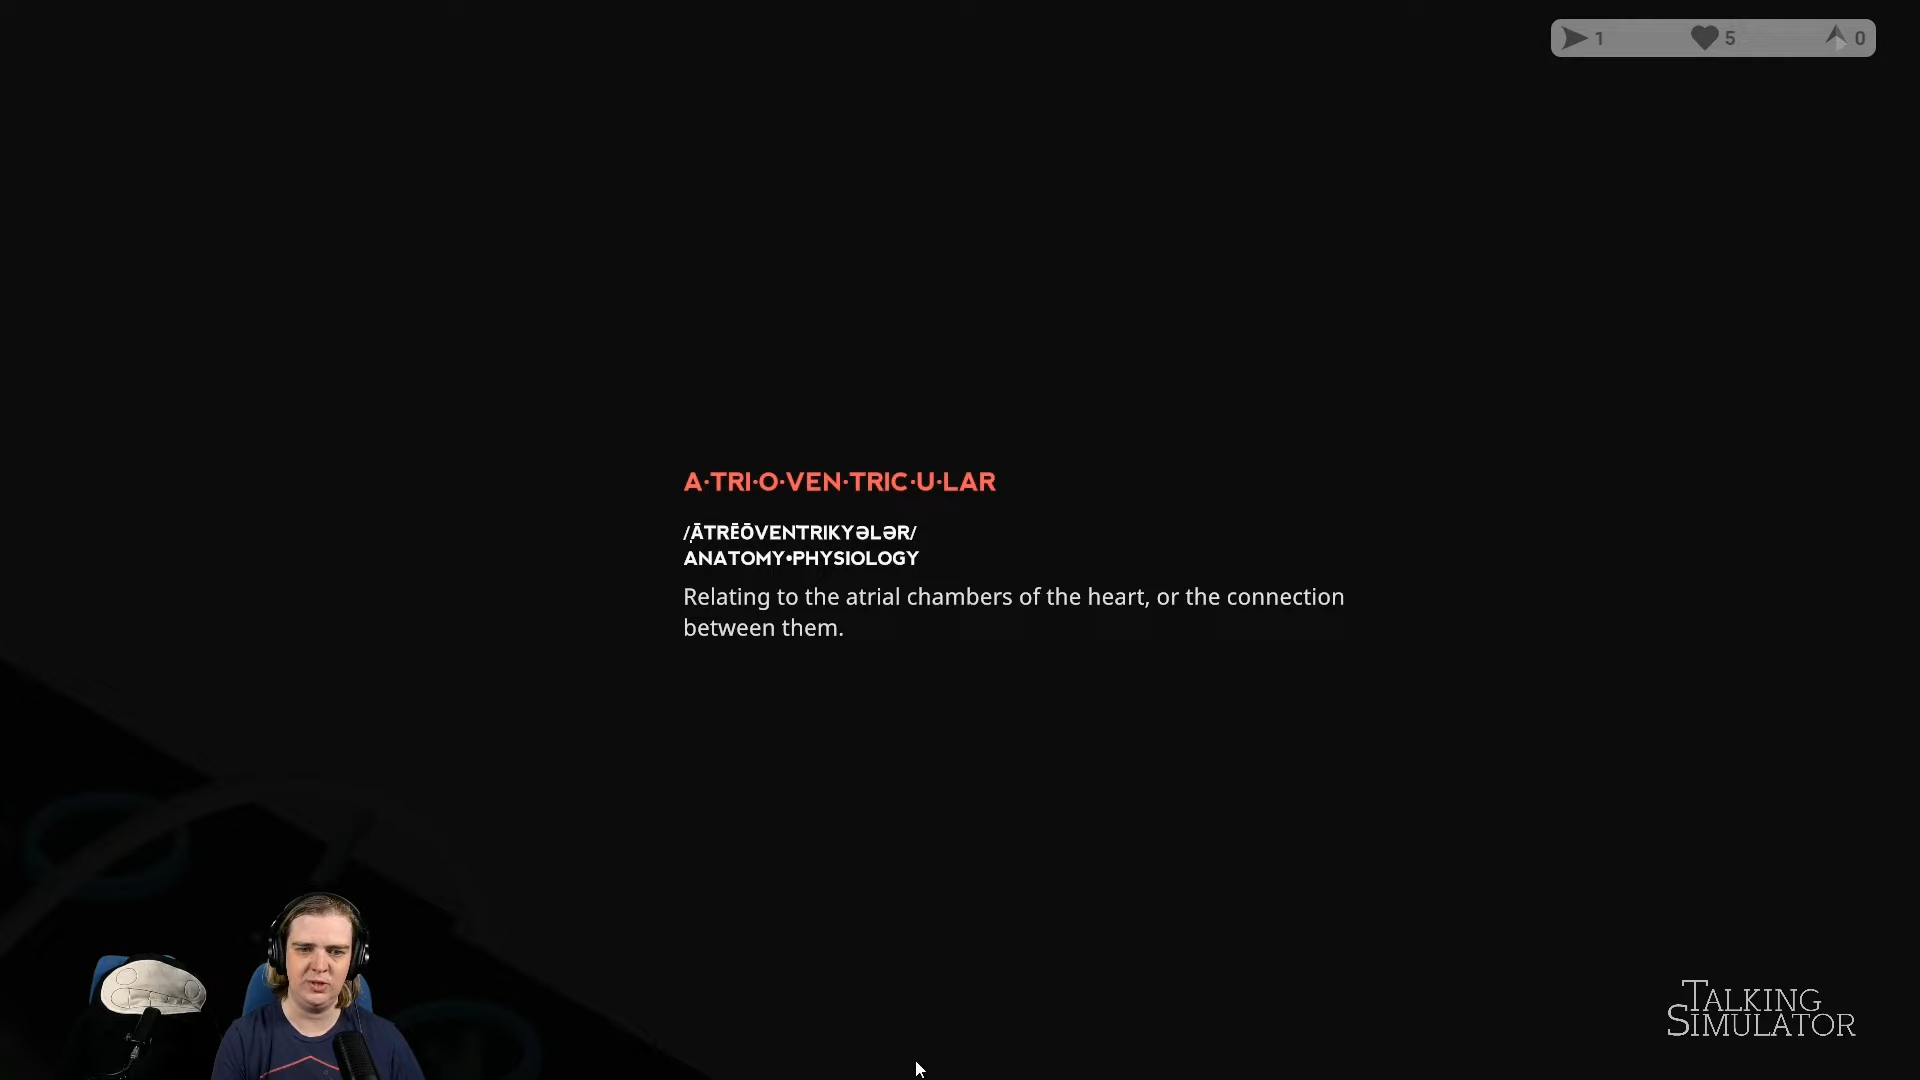 1 5 0
A·TRI·O·VEN·TRIC·U·LAR
/ĀTRĒŌVENTRIKYƏLƏR/
ANATOMY•PHYSIOLOGY
Relating to the atrial chambers of the heart, or the connection
between them.
TALKING
SIMULATOR